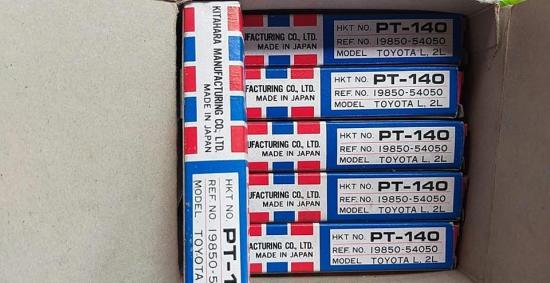 KITAHARA MANUFACTURING CO., LTD.
MADE IN JAPAN
HKT NO. PT-1
REF. NO. 19850-5
MODEL TOYOTA
FACTURING CO., LTD.
MADE IN JAPAN
HKT NO. PT-140
REF. NO. 19850-54050
MODEL TOYOTA L, 2L
FACTURING CO., LTD.
MADE IN JAPAN
HKT NO. PT-140
REF. NO. 19850-54050
MODEL TOYOTA L, 2L
UFACTURING CO., LTD.
MADE IN JAPAN
HKT NO. PT-140
REF. NO. 19850-54050
MODEL TOYOTA L, 2L
UFACTURING CO., LTD.
MADE IN JAPAN
HKT NO. PT-140
REF. NO. 19850-54050
MODEL TOYOTA L, 2L
ACTURING CO., LTD.
MADE IN JAPAN
HKT NO. PT-140
REF. NO. 19850-54050
MODEL TOYOTA L, 2L